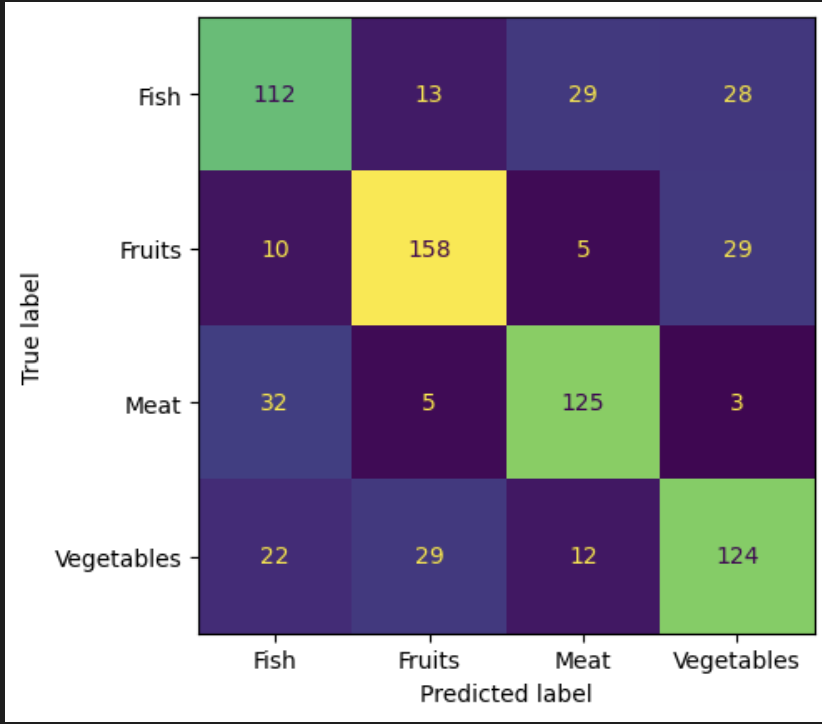 Fish 112 13 29 28
Fruits 10 158 5 29
True label
Meat 32 5 125 3
Vegetables 22 29 12 124
Fish Fruits Meat Vegetables
Predicted label